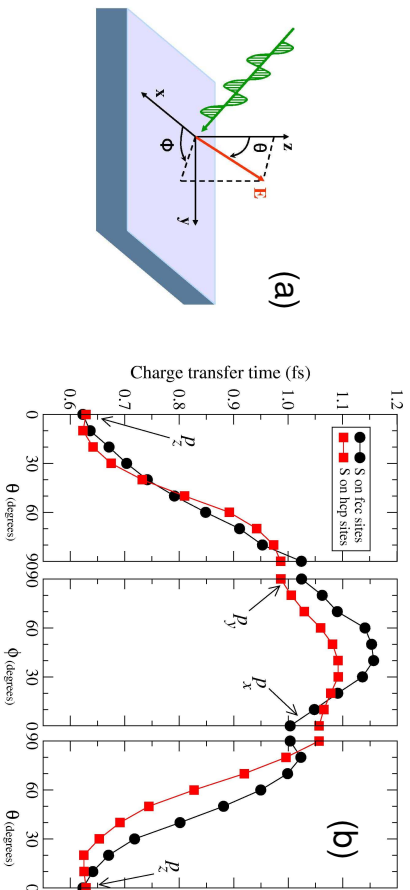 (a)
z
θ
E
Φ
x
y
(b)
Charge transfer time (fs)
1.2
1.1
1.0
0.9
0.8
0.7
0.6
S on fcc sites
S on hcp sites
p_z
p_y
p_x
p_z
0 30 60 90
90 60 30 0
90 60 30 0
θ (degrees)
ϕ (degrees)
θ (degrees)